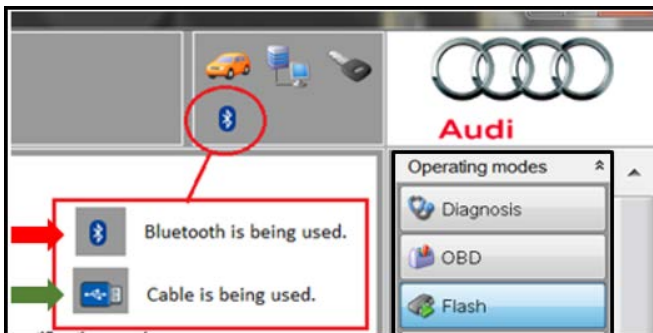 Audi
Operating modes
Diagnosis
Bluetooth is being used.
OBD
Cable is being used.
Flash